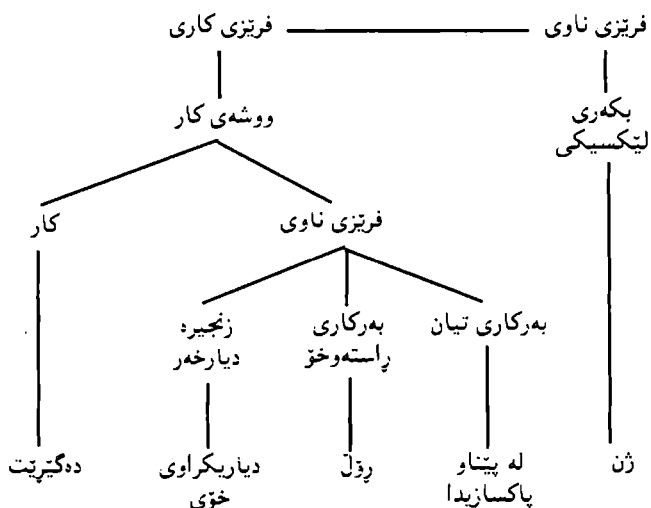 فرێزی ناوی
فرێزی کاری
بکەری
لێکسیکی
ووشەی کار
فرێزی ناوی
کار
بەرکاری تیان
بەرکاری
ڕاستەوخۆ
زنجیرە
دیارخەر
ژن
لە پێناو
پاکسازیدا
ڕۆڵ
دیاریکراوی
خۆی
دەگێڕێت